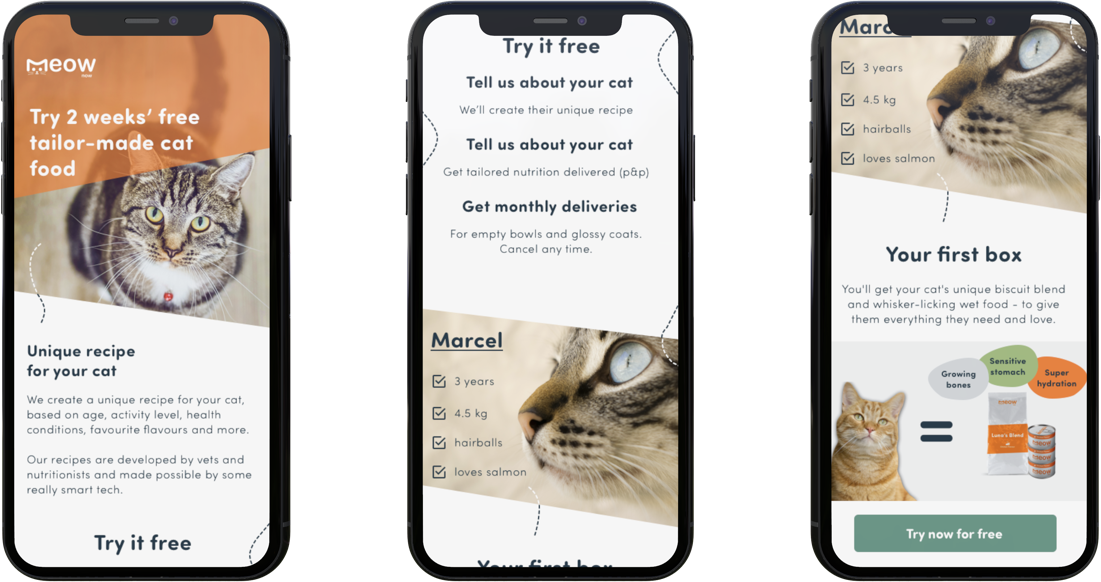 meow
Try 2 weeks' free
tailor-made cat
food
Unique recipe
for your cat
We create a unique recipe for your cat,
based on age, activity level, health
conditions, favourite flavours and more.
Our recipes are developed by vets and
nutritionists and made possible by some
really smart tech.
Try it free
Try it free
Tell us about your cat
We'll create their unique recipe
Tell us about your cat
Get tailored nutrition delivered (p&p)
Get monthly deliveries
For empty bowls and glossy coats.
Cancel any time.
Marcel
3 years
4.5 kg
hairballs
loves salmon
Your first box
Marcel
3 years
4.5 kg
hairballs
loves salmon
Your first box
You'll get your cat's unique biscuit blend
and whisker-licking wet food - to give
them everything they need and love.
Growing
bones
Sensitive
stomach
Super
hydration
Luna's Blend
Try now for free